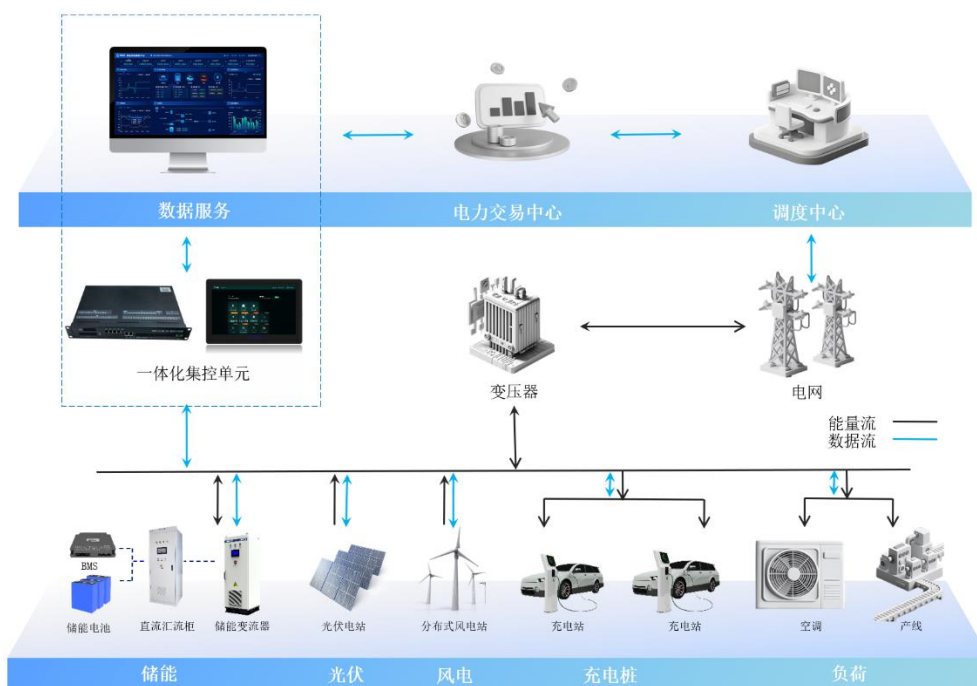 数据服务
电力交易中心
调度中心
一体化集控单元
变压器
电网
能量流
数据流
BMS
储能电池
直流汇流柜
储能变流器
光伏电站
分布式风电站
充电站
充电站
空调
产线
储能
光伏
风电
充电桩
负荷